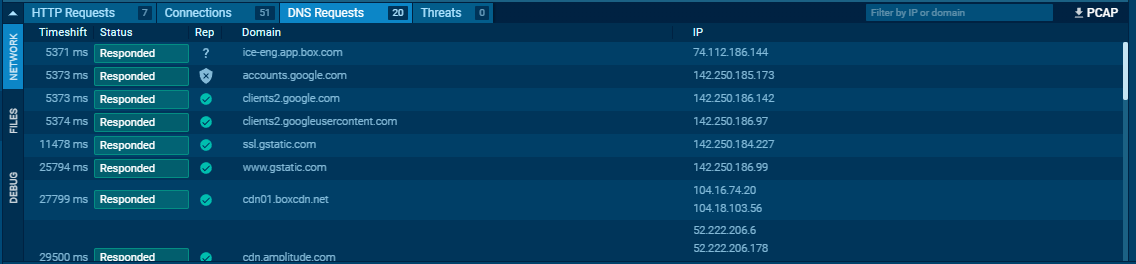 HTTP Requests 7 Connections 51 DNS Requests 20 Threats 0 Filter by IP or domain PCAP
NETWORK
FILES
DEBUG
Timeshift Status Rep Domain IP
5371 ms Responded ? ice-eng.app.box.com 74.112.186.144
5373 ms Responded accounts.google.com 142.250.185.173
5373 ms Responded clients2.google.com 142.250.186.142
5374 ms Responded clients2.googleusercontent.com 142.250.186.97
11478 ms Responded ssl.gstatic.com 142.250.184.227
25794 ms Responded www.gstatic.com 142.250.186.99
27799 ms Responded cdn01.boxcdn.net 104.16.74.20
104.18.103.56
52.222.206.6
52.222.206.178
29500 ms Responded cdn.amplitude.com